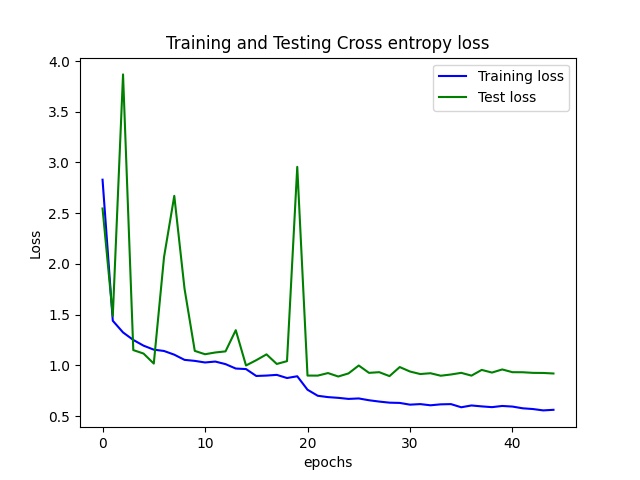 Training and Testing Cross entropy loss
4.0
3.5
3.0
2.5
2.0
1.5
1.0
0.5
Loss
Training loss
Test loss
0 10 20 30 40
epochs